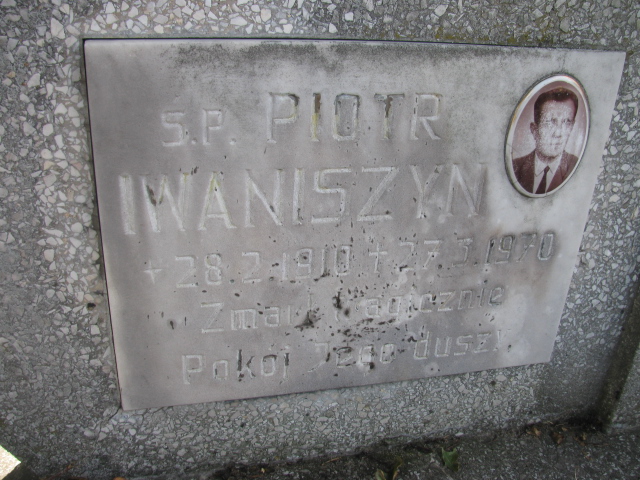 Ś.P. PIOTR
IWANISZYN
* 28.2.1910 + 27.3.1970
Zmarł tragicznie
Pokój Jego duszy